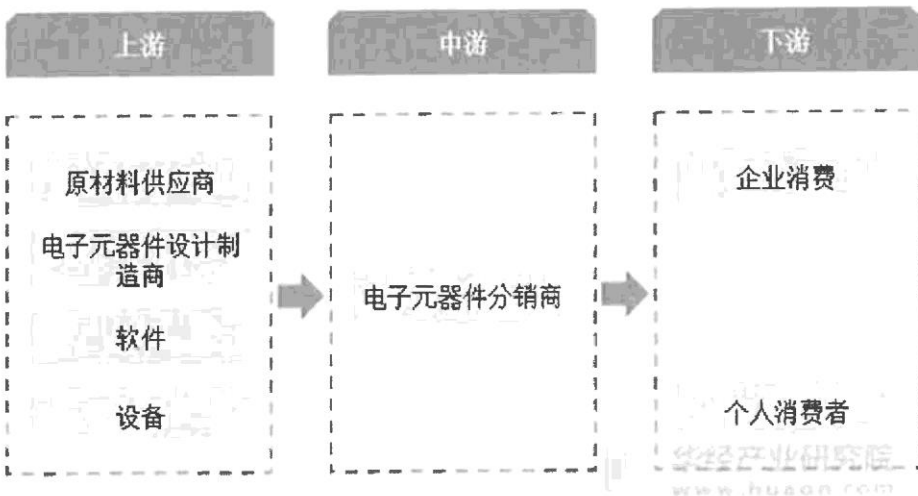 上游
中游
下游
原材料供应商
电子元器件设计制
造商
软件
设备
电子元器件分销商
企业消费
个人消费者
华经产业研究院
www.huaon.com